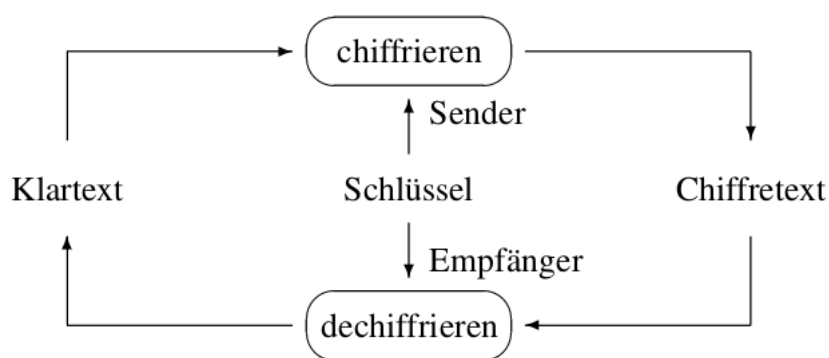 chiffrieren
Sender
Klartext Schlüssel Chiffretext
Empfänger
dechiffrieren